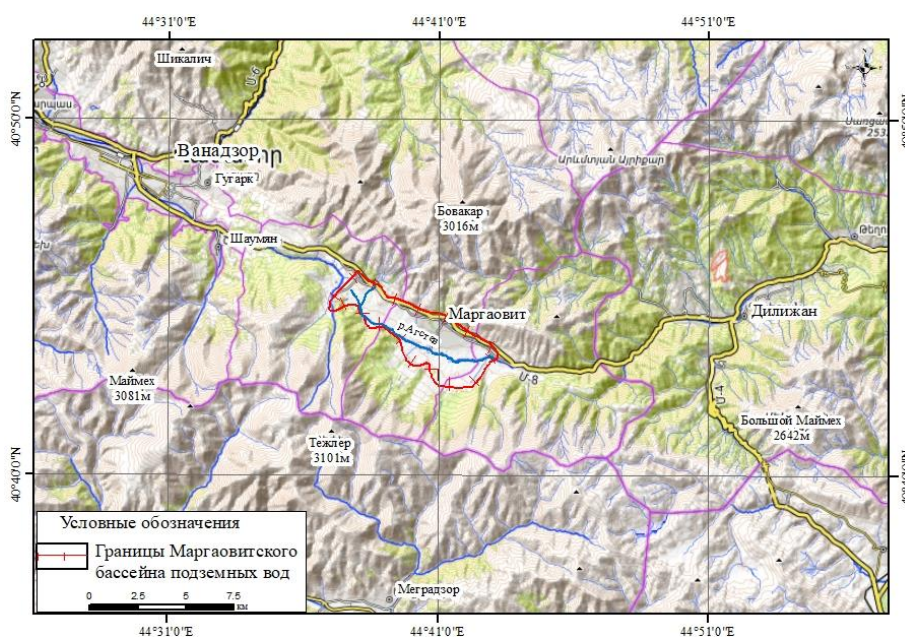 44°31'0"E
44°41'0"E
44°51'0"E
Шикалич
Մ-6
40°50'0"N
Ванадзор
Гугарк
Արևմտյան Այրիքար
Бовакар
3016м
Шаумян
Маргаовит
р.Агстев
Дилижан
Մ-8
Մ-4
Маймех
3081м
Тежлер
3101м
Большой Маймех
2642м
40°40'0"N
Условные обозначения
Границы Маргаовитского
бассейна подземных вод
0 2.5 5 7.5
км
Меградзор
44°31'0"E
44°41'0"E
44°51'0"E